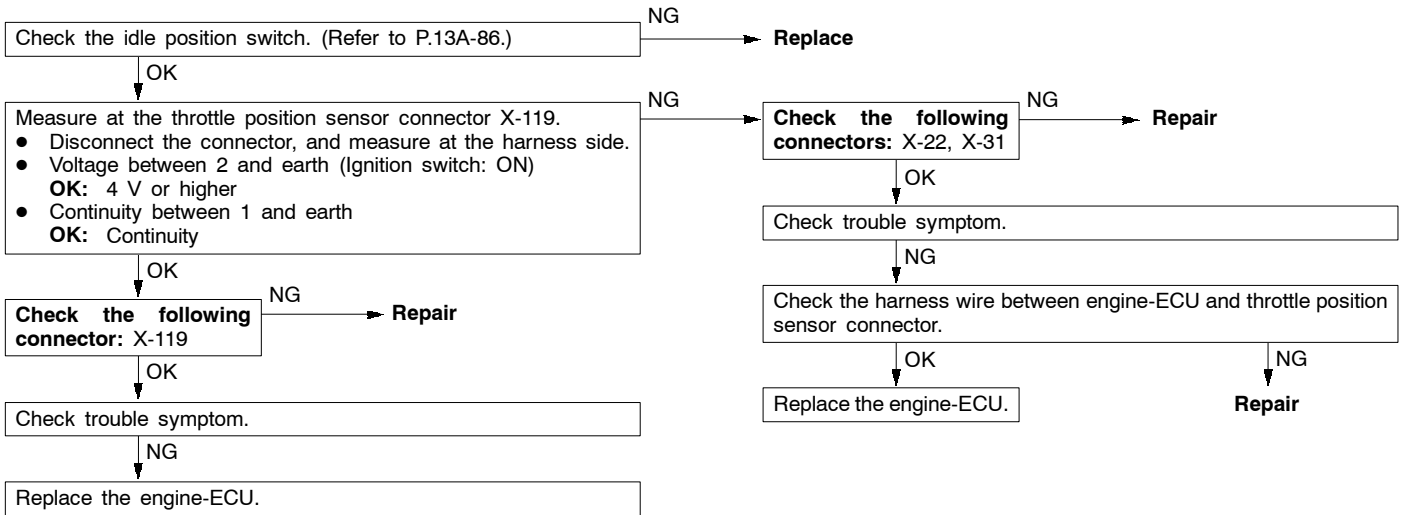 Check the idle position switch. (Refer to P.13A-86.)
NG
Replace
OK
Measure at the throttle position sensor connector X-119.
● Disconnect the connector, and measure at the harness side.
● Voltage between 2 and earth (Ignition switch: ON)
OK: 4 V or higher
● Continuity between 1 and earth
OK: Continuity
NG
Check the following
connectors: X-22, X-31
NG
Repair
OK
Check trouble symptom.
NG
Check the harness wire between engine-ECU and throttle position
sensor connector.
OK
NG
Replace the engine-ECU.
Repair
OK
Check the following
connector: X-119
NG
Repair
OK
Check trouble symptom.
NG
Replace the engine-ECU.